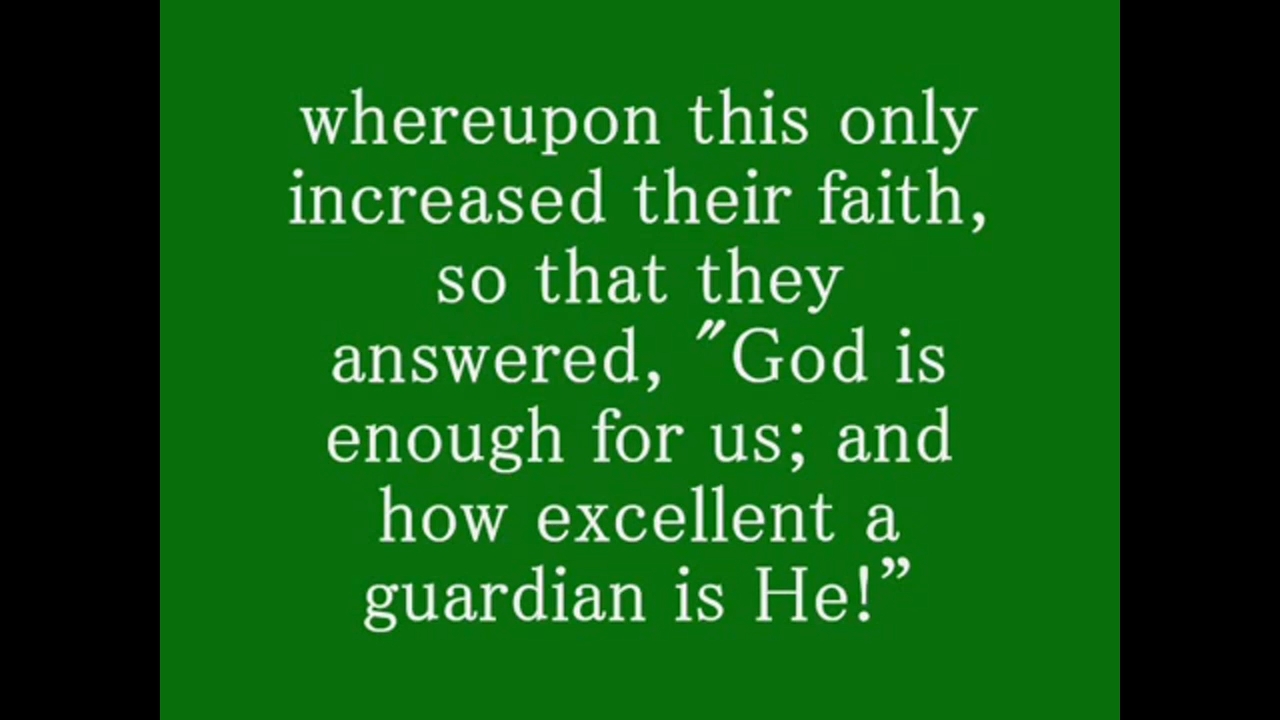 whereupon this only
increased their faith,
so that they
answered, "God is
enough for us; and
how excellent a
guardian is He!”